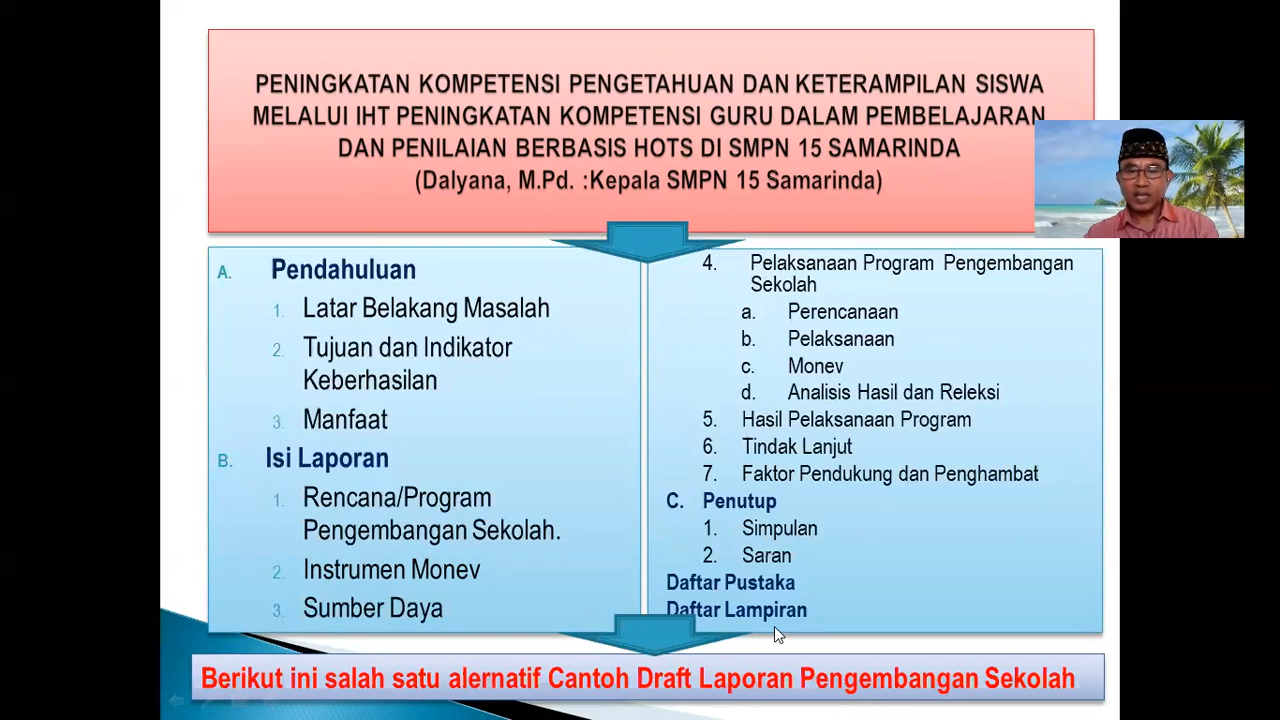 PENINGKATAN KOMPETENSI PENGETAHUAN DAN KETERAMPILAN SISWA
MELALUI IHT PENINGKATAN KOMPETENSI GURU DALAM PEMBELAJARAN
DAN PENILAIAN BERBASIS HOTS DI SMPN 15 SAMARINDA
(Dalyana, M.Pd. :Kepala SMPN 15 Samarinda)
A. Pendahuluan
1. Latar Belakang Masalah
2. Tujuan dan Indikator
Keberhasilan
3. Manfaat
B. Isi Laporan
1. Rencana/Program
Pengembangan Sekolah.
2. Instrumen Monev
3. Sumber Daya
4. Pelaksanaan Program Pengembangan
Sekolah
a. Perencanaan
b. Pelaksanaan
c. Monev
d. Analisis Hasil dan Releksi
5. Hasil Pelaksanaan Program
6. Tindak Lanjut
7. Faktor Pendukung dan Penghambat
C. Penutup
1. Simpulan
2. Saran
Daftar Pustaka
Daftar Lampiran
Berikut ini salah satu alernatif Cantoh Draft Laporan Pengembangan Sekolah